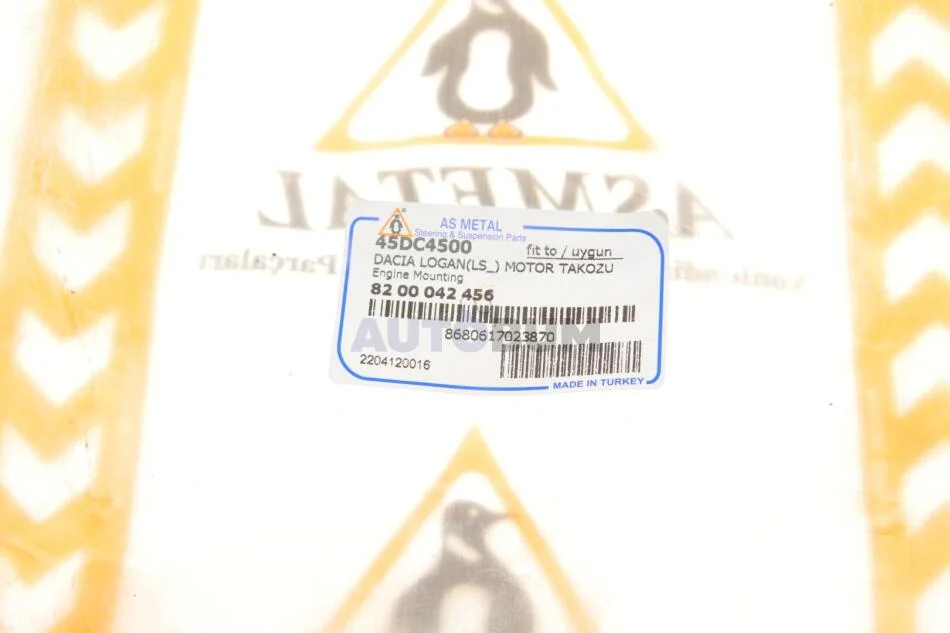 ASMETAL
Parçaları
AS METAL
Steering & Suspension Parts
45DC4500
fit to / uygun
DACIA LOGAN(LS_) MOTOR TAKOZU
Engine Mounting
82 00 042 456
AUTOBUM
8680617023870
2204120016
MADE IN TURKEY